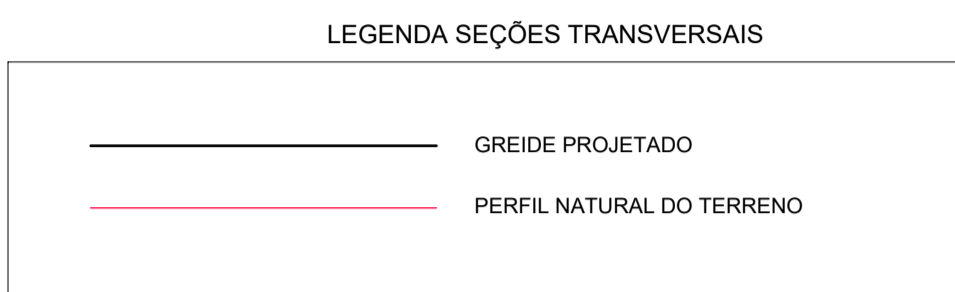 LEGENDA SEÇÕES TRANSVERSAIS
GREIDE PROJETADO
PERFIL NATURAL DO TERRENO